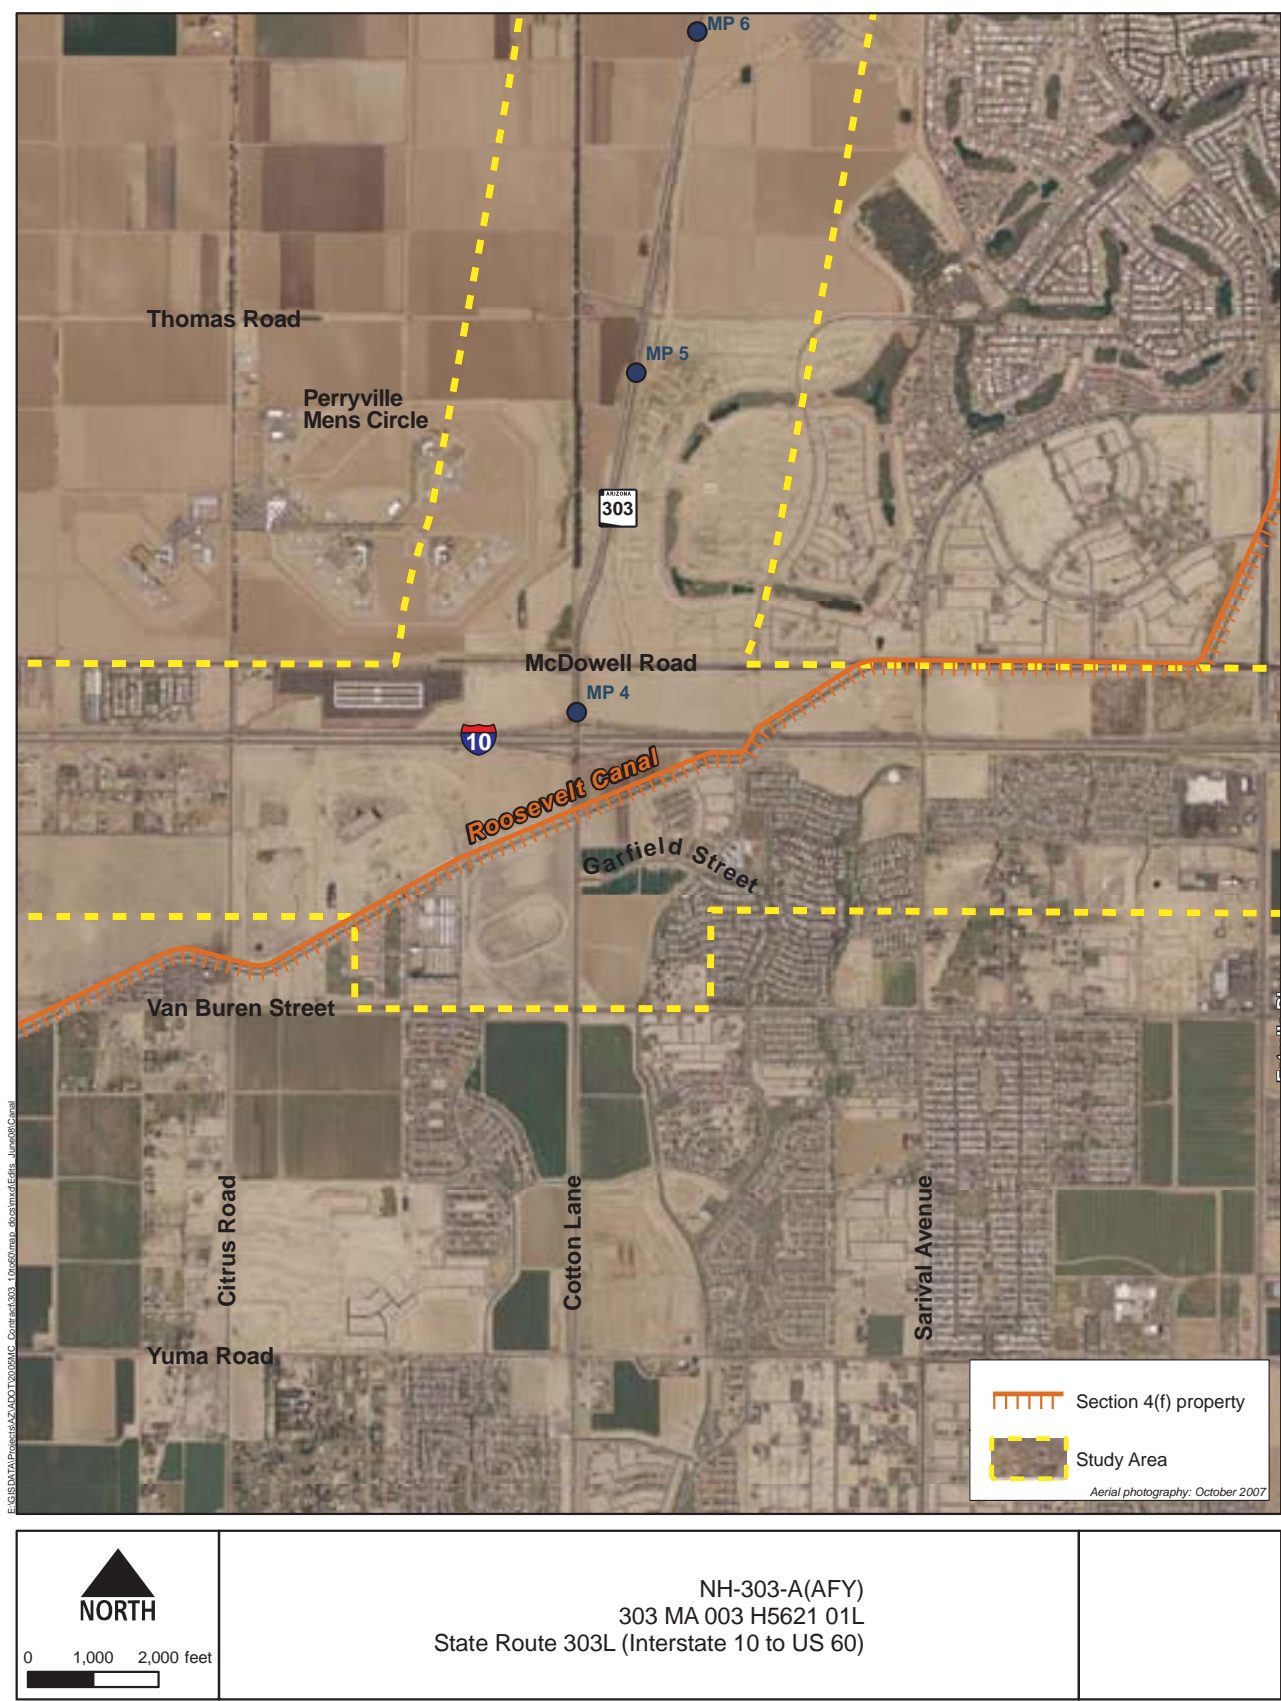 MP 6
Thomas Road
MP 5
Perryville
Mens Circle
ARIZONA
303
McDowell Road
MP 4
10
Roosevelt Canal
Garfield Street
Van Buren Street
Citrus Road
Cotton Lane
Sarival Avenue
Yuma Road
Section 4(f) property
Study Area
Aerial photography: October 2007
NORTH
0 1,000 2,000 feet
NH-303-A(AFY)
303 MA 003 H5621 01L
State Route 303L (Interstate 10 to US 60)